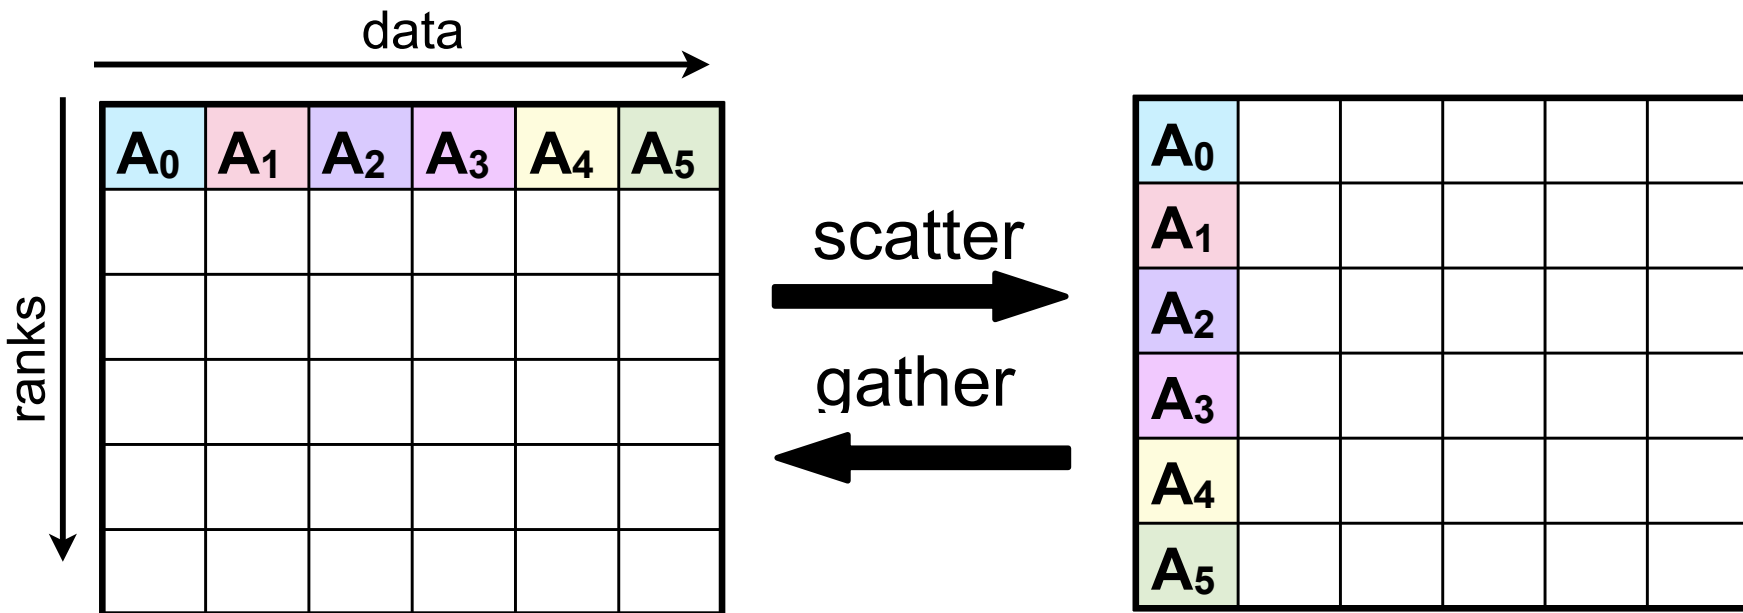 data
ranks
A0 A1 A2 A3 A4 A5
scatter
gather
A0
A1
A2
A3
A4
A5